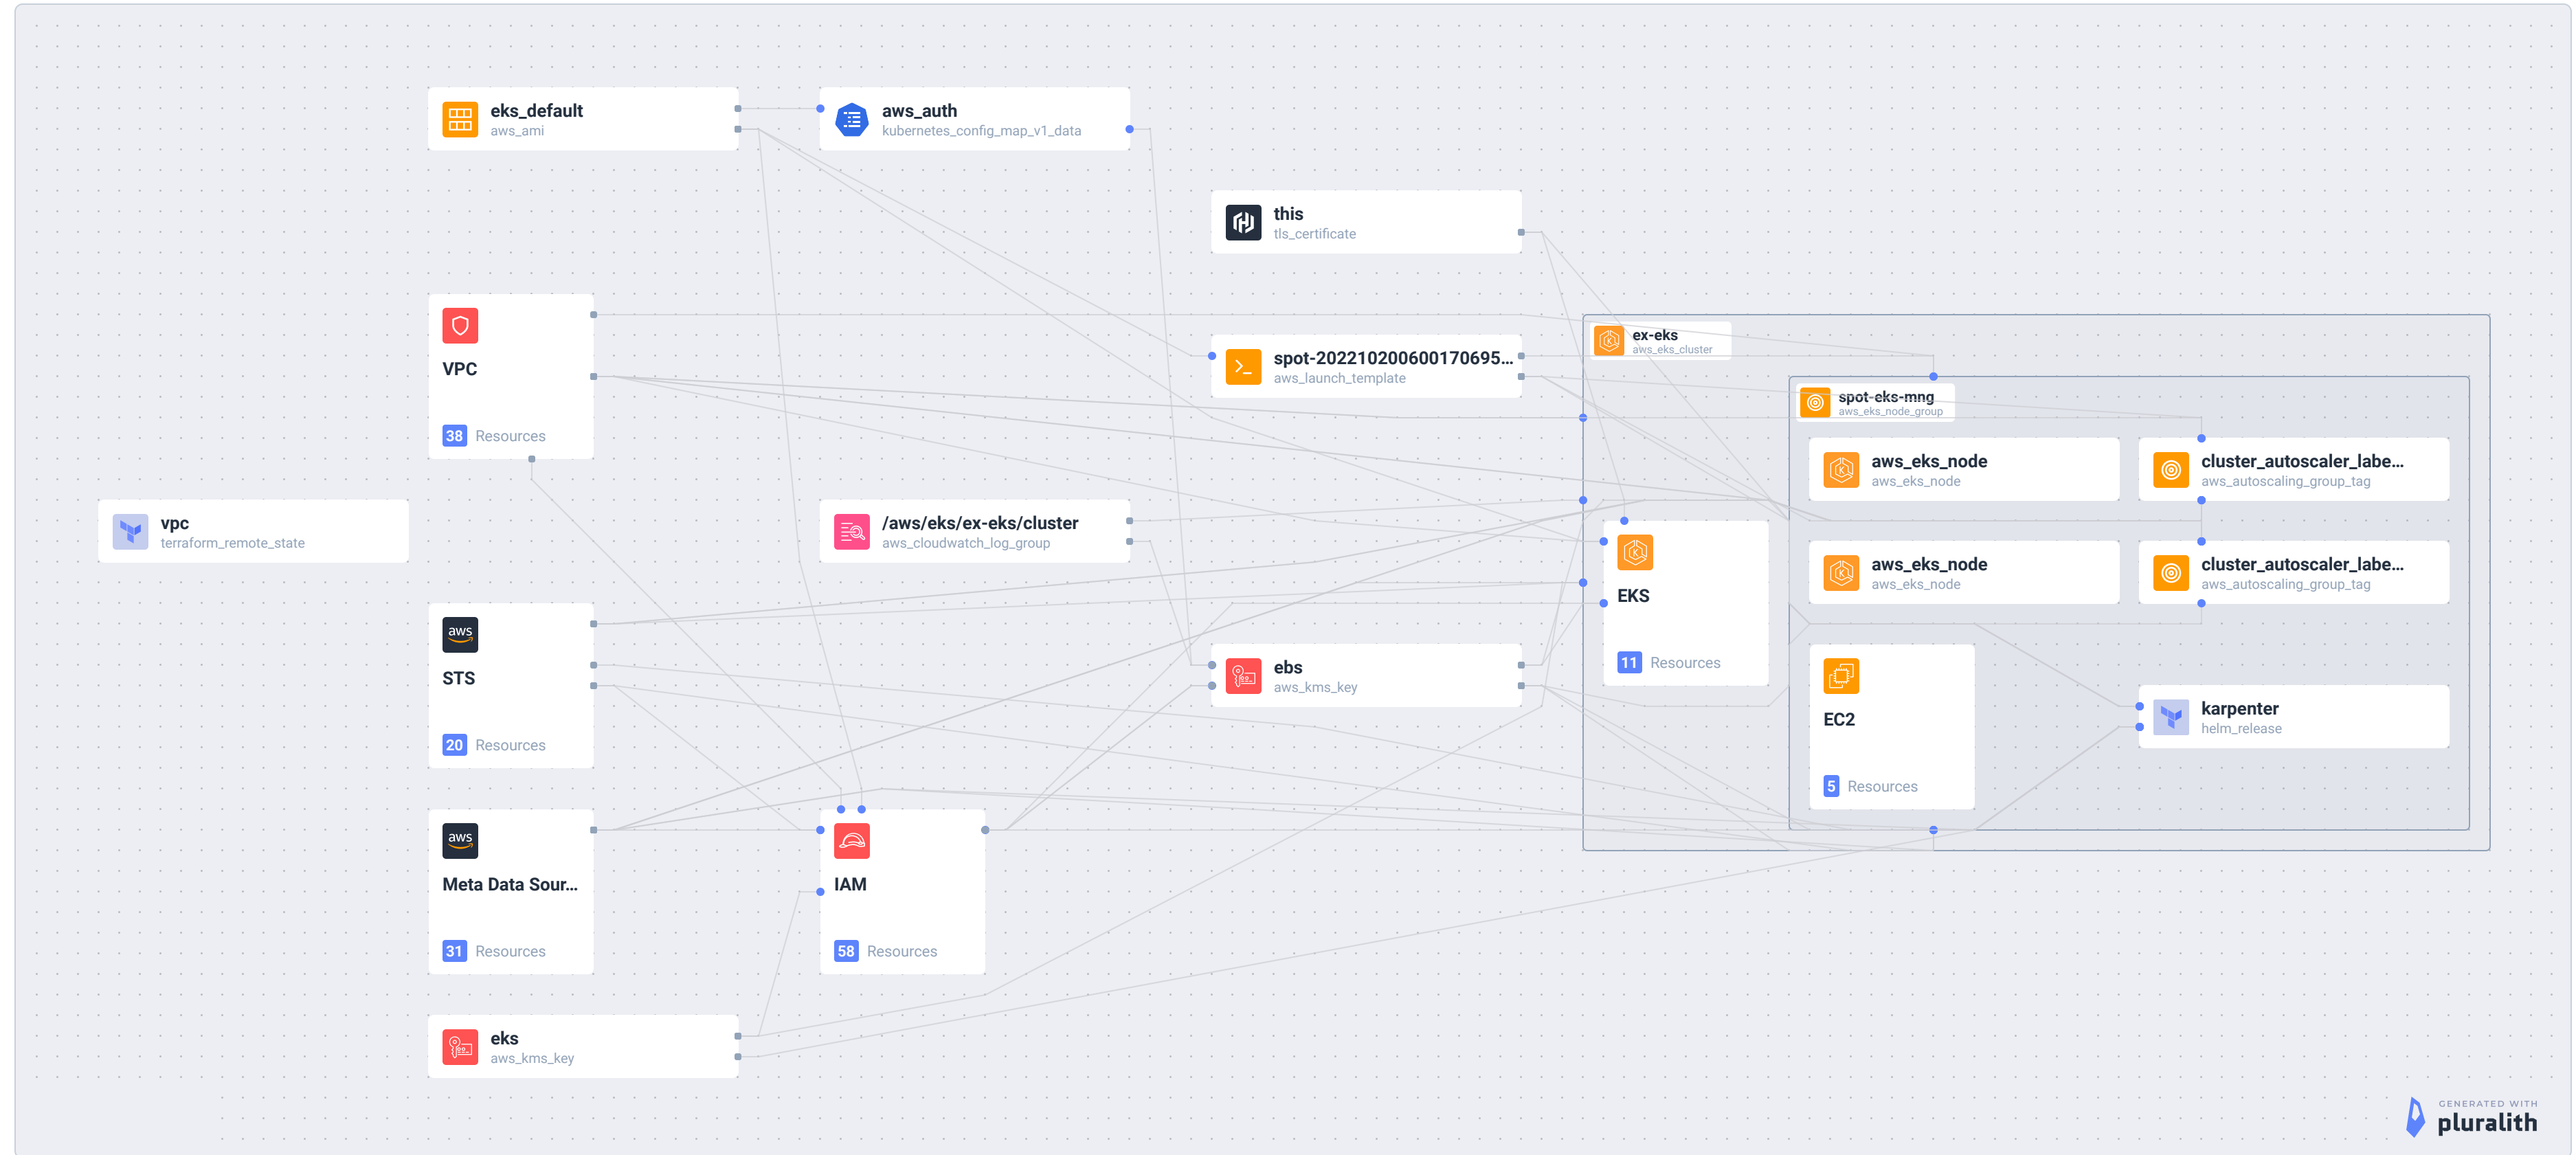 eks_default
aws_ami
aws_auth
kubernetes_config_map_v1_data
this
tls_certificate
VPC
38 Resources
spot-202210200600170695...
aws_launch_template
ex-eks
aws_eks_cluster
spot-eks-mng
aws_eks_node_group
aws_eks_node
aws_eks_node
cluster_autoscaler_labe...
aws_autoscaling_group_tag
vpc
terraform_remote_state
/aws/eks/ex-eks/cluster
aws_cloudwatch_log_group
EKS
11 Resources
aws_eks_node
aws_eks_node
cluster_autoscaler_labe...
aws_autoscaling_group_tag
aws
STS
20 Resources
ebs
aws_kms_key
EC2
5 Resources
karpenter
helm_release
aws
Meta Data Sour...
31 Resources
IAM
58 Resources
eks
aws_kms_key
GENERATED WITH
pluralith